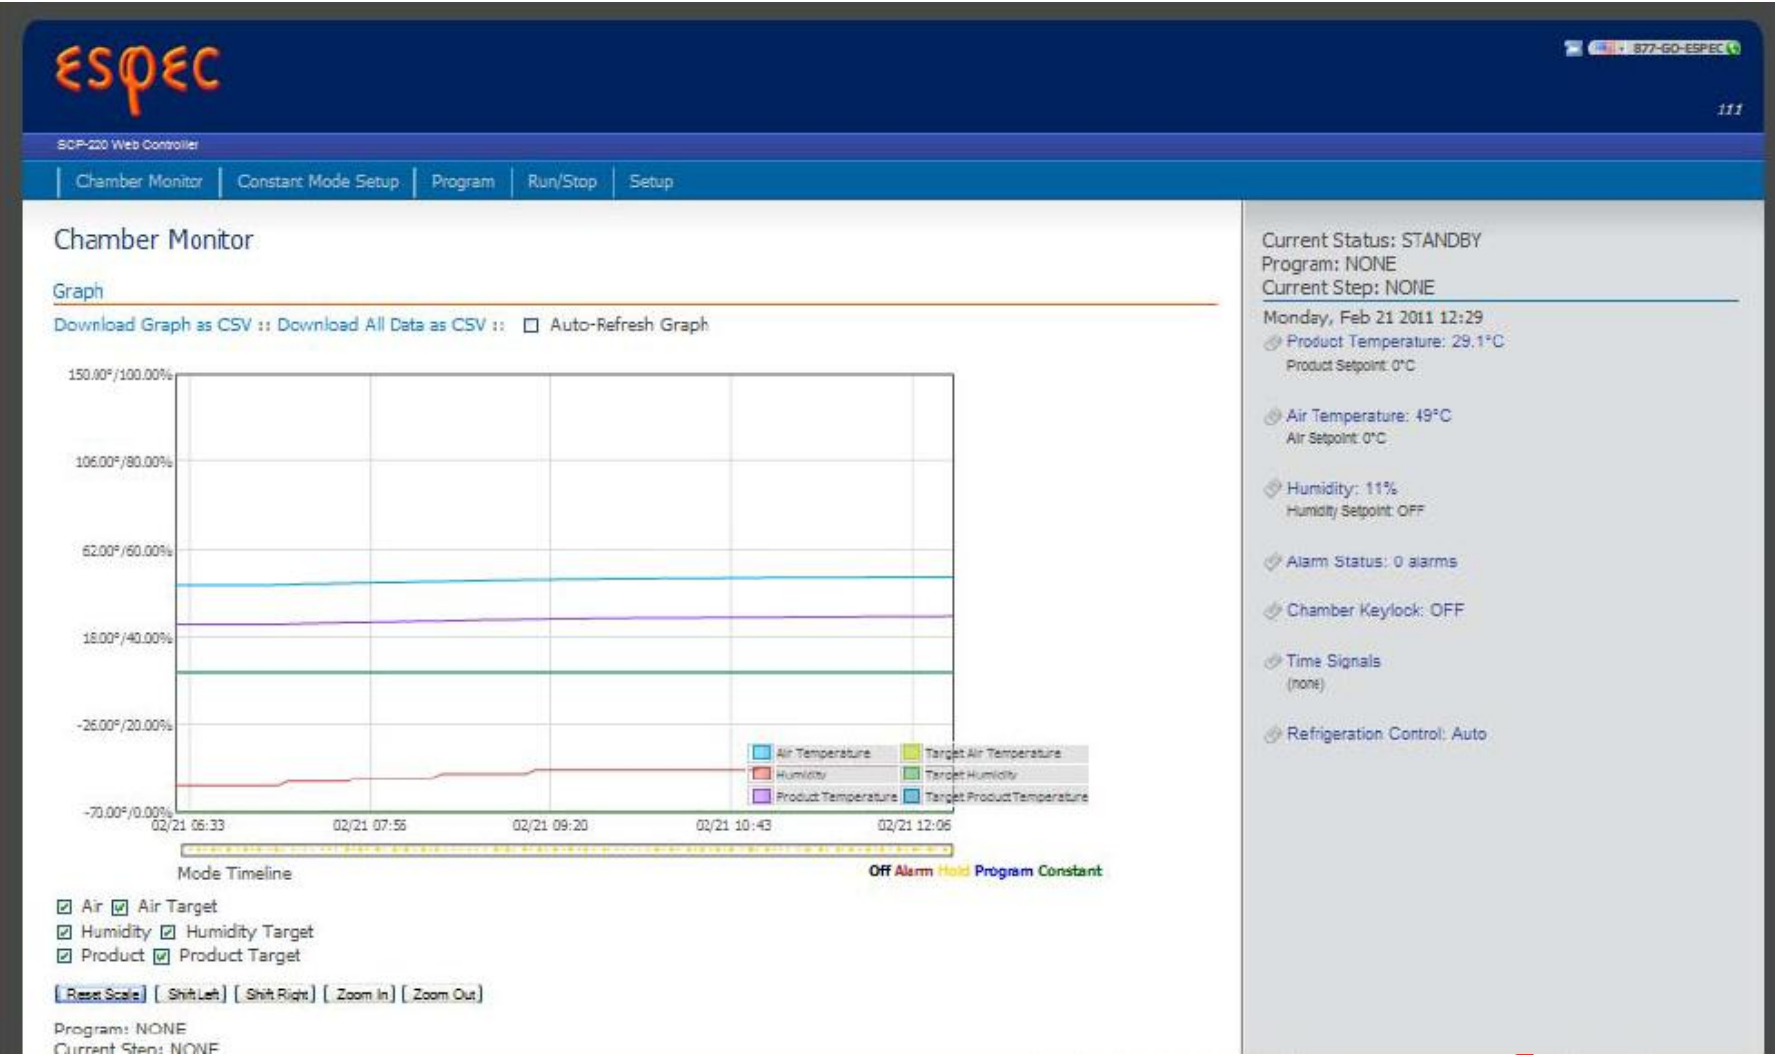 ESPEC
877-GO-ESPEC
111
SCP-220 Web Controller
Chamber Monitor Constant Mode Setup Program Run/Stop Setup
Chamber Monitor
Graph
Download Graph as CSV :: Download All Data as CSV :: Auto-Refresh Graph
150.00°/100.00%
106.00°/80.00%
62.00°/60.00%
18.00°/40.00%
-26.00°/20.00%
-70.00°/0.00%
Air Temperature Target Air Temperature
Humidity Target Humidity
Product Temperature Target Product Temperature
02/21 06:33 02/21 07:56 02/21 09:20 02/21 10:43 02/21 12:06
Mode Timeline
Off Alarm Hold Program Constant
Air Air Target
Humidity Humidity Target
Product Product Target
Reset Scale Shift Left Shift Right Zoom In Zoom Out
Program: NONE
Current Step: NONE
Current Status: STANDBY
Program: NONE
Current Step: NONE
Monday, Feb 21 2011 12:29
Product Temperature: 29.1°C
Product Setpoint: 0°C
Air Temperature: 49°C
Air Setpoint: 0°C
Humidity: 11%
Humidity Setpoint: OFF
Alarm Status: 0 alarms
Chamber Keylock: OFF
Time Signals
(none)
Refrigeration Control: Auto